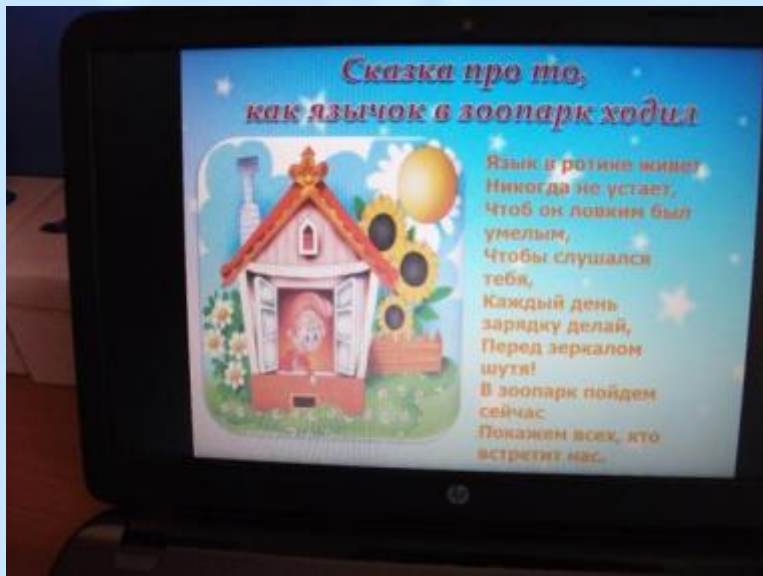 Сказка про то,
как язычок в зоопарк ходил
Язык в ротике живет,
Никогда не устает,
Чтоб он ловким был
умелым,
Чтобы слушался
тебя,
Каждый день
зарядку делай,
Перед зеркалом
шутя!
В зоопарк пойдем
сейчас
Покажем всех, кто
встретит нас.
hp